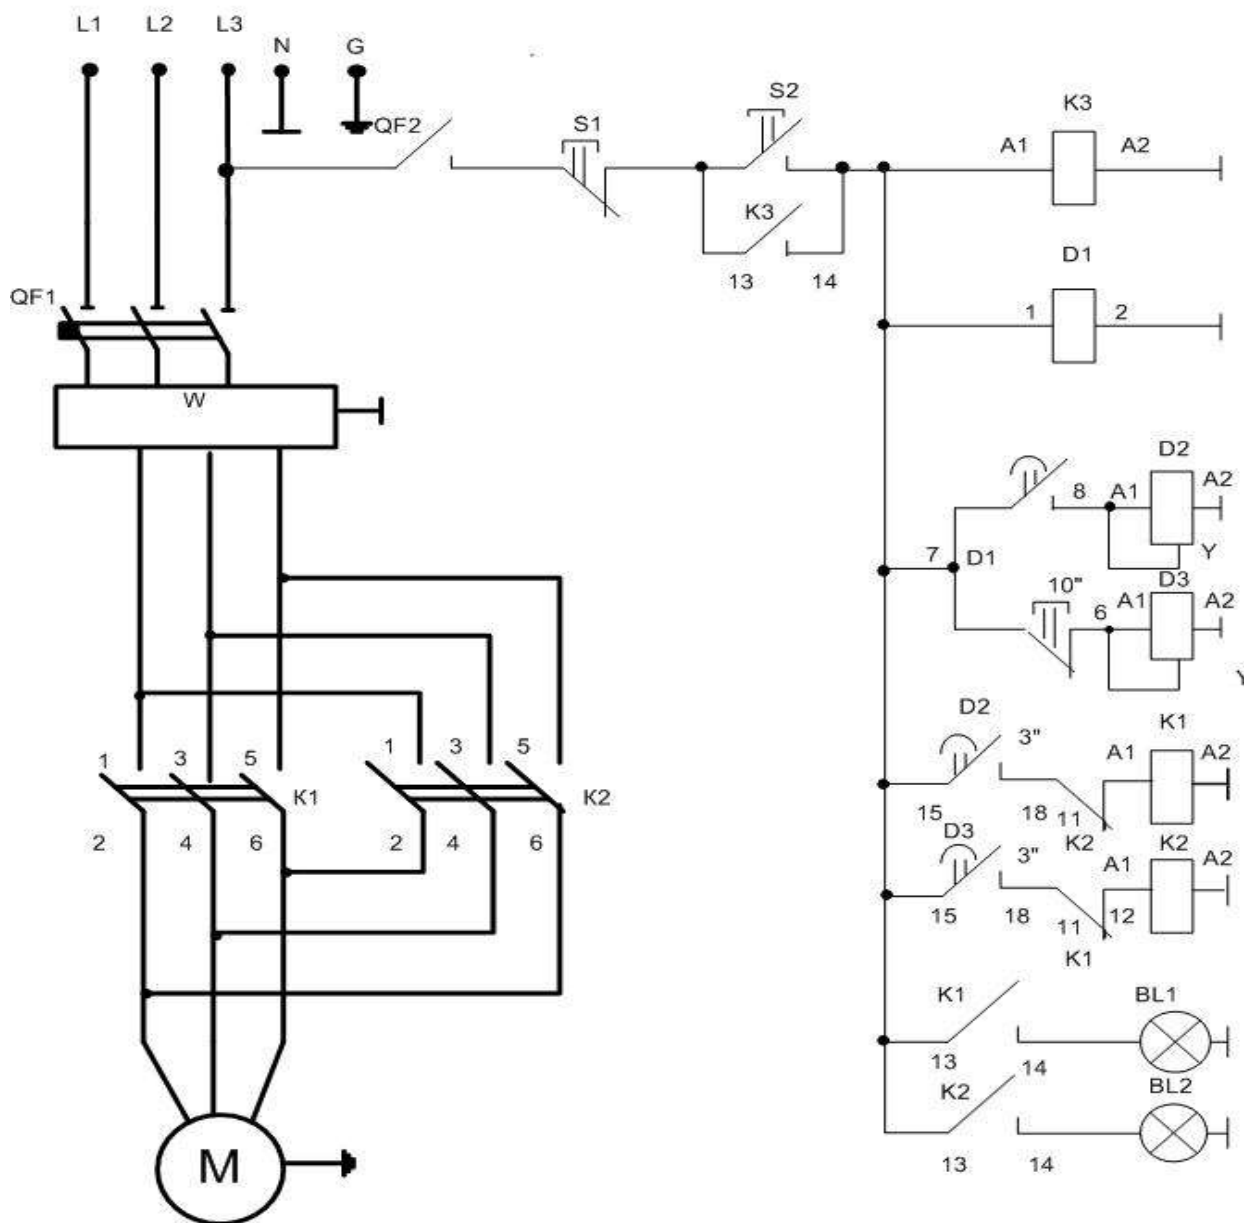 L1 L2 L3 N G
QF2 S1 S2 K3
A1 A2
K3
13 14
D1
1 2
QF1
W
D2
8 A1 A2
7 D1
Y
10" D3
6 A1 A2
Y
D2 3" K1
A1 A2
15 18 11
K2
D3 3" K2
A1 A2
15 18 11 12
K1
1 3 5 K1
2 4 6
1 3 5 K2
2 4 6
K1 BL1
13 14
K2 BL2
13 14
M